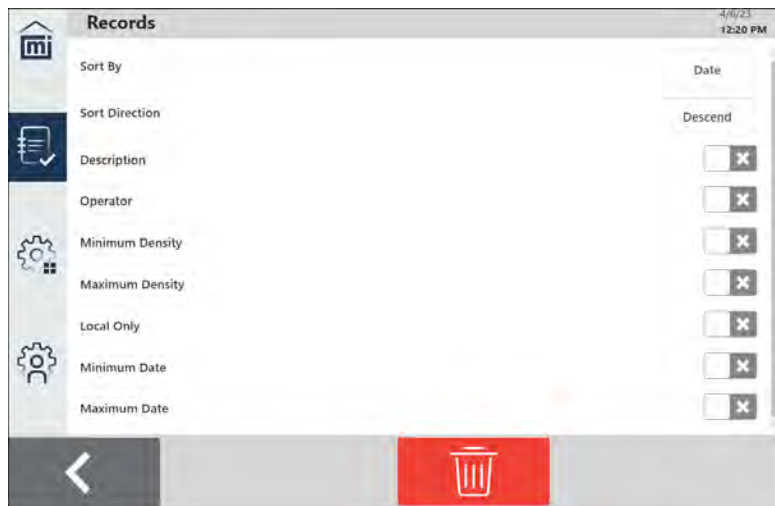 Records
4/6/23
12:20 PM
mi
Sort By
Date
Sort Direction
Descend
Description
Operator
Minimum Density
Maximum Density
Local Only
Minimum Date
Maximum Date